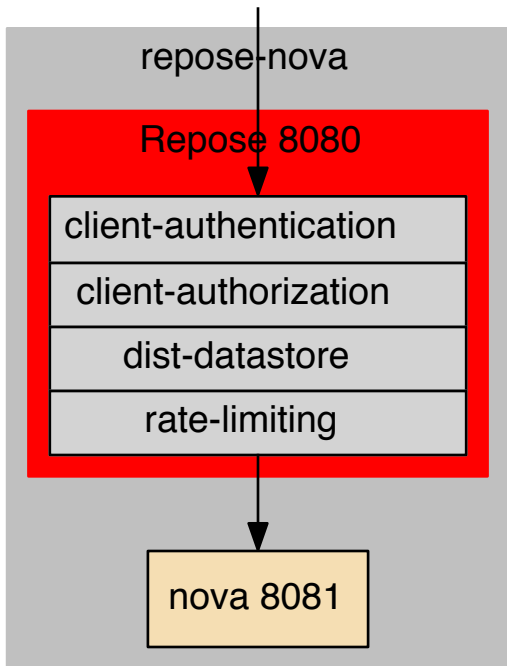 repose-nova
Repose 8080
client-authentication
client-authorization
dist-datastore
rate-limiting
nova 8081